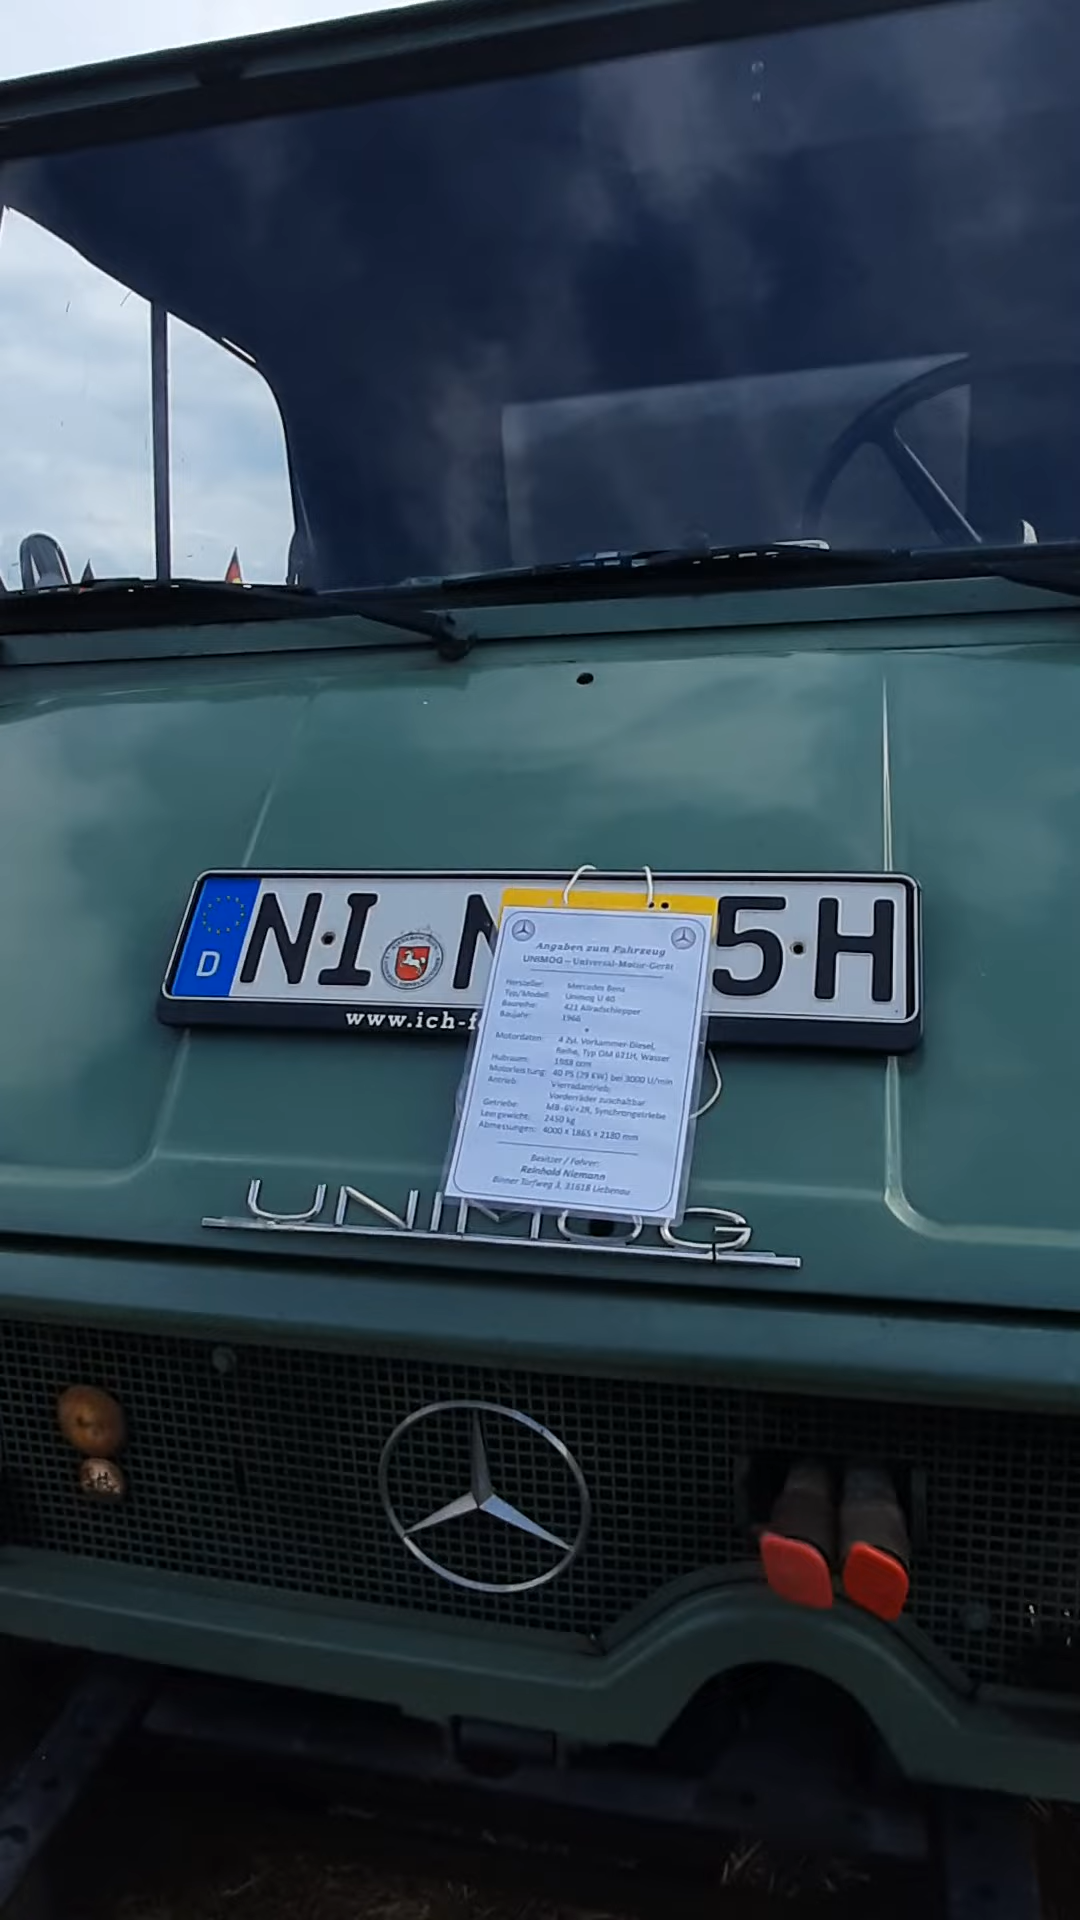 D NI N 5 H
www.ich-f
Angaben zum Fahrzeug
UNIMOG – Universal-Motor-Gerät
Hersteller: Mercedes Benz
Typ/Modell: Unimog U 40
Baureihe: 421 Allradschlepper
Baujahr: 1966
Motordaten: 4 Zyl. Vorkammer-Diesel,
Reihe, Typ OM 621H, Wasser
Hubraum: 1988 ccm
Motorleistung: 40 PS (29 KW) bei 3000 U/min
Antrieb: Vierradantrieb;
Vorderräder zuschaltbar
Getriebe: MB-6V+2R, Synchrongetriebe
Leergewicht: 2450 kg
Abmessungen: 4000 x 1865 x 2180 mm
Besitzer / Fahrer:
Reinhold Niemann
Binner Torfweg 3, 31618 Liebenau
UNIMOG